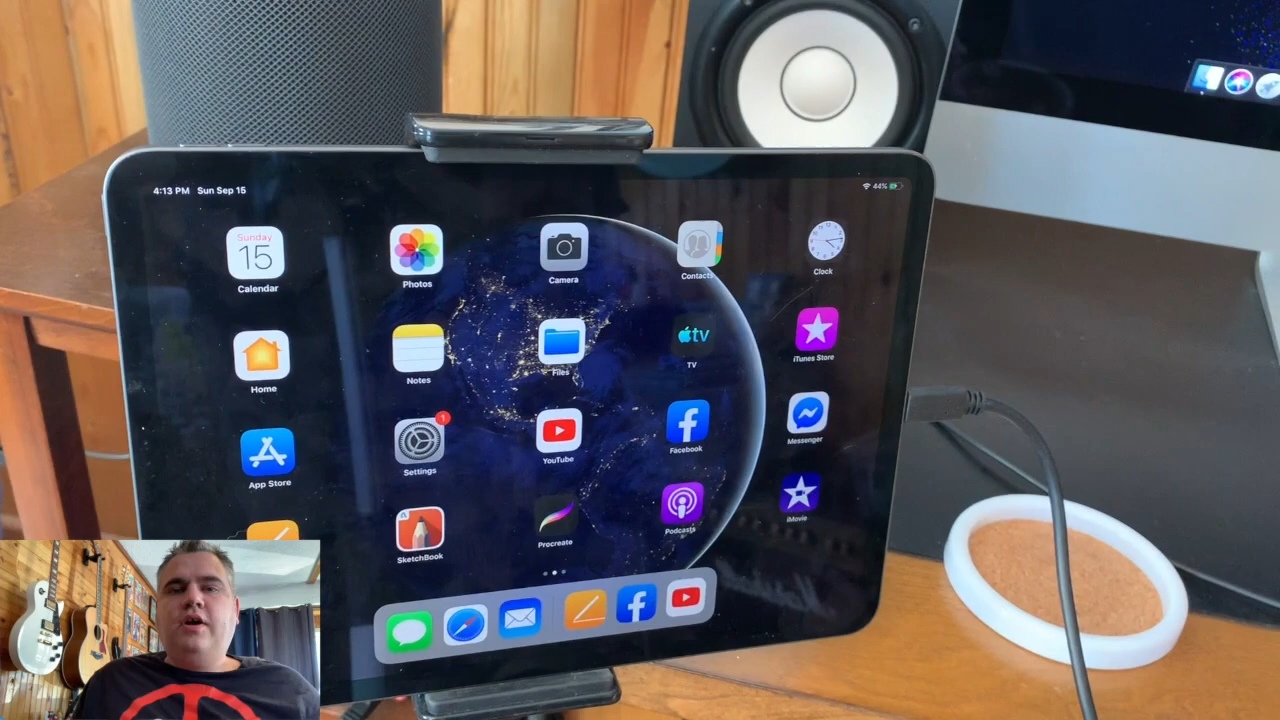 4:13 PM Sun Sep 15
44%
Sunday
15
Calendar
Photos
Camera
Contacts
Clock
Home
Notes
Files
tv
TV
iTunes Store
App Store
1
Settings
YouTube
Facebook
Messenger
SketchBook
Procreate
Podcasts
iMovie